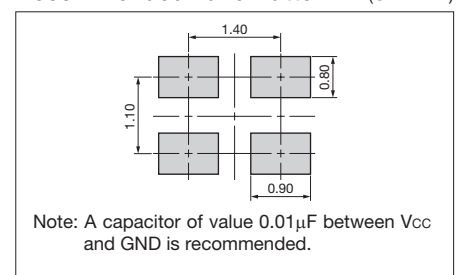 1.40
0.80
1.10
0.90
Note: A capacitor of value 0.01μF between Vcc
and GND is recommended.